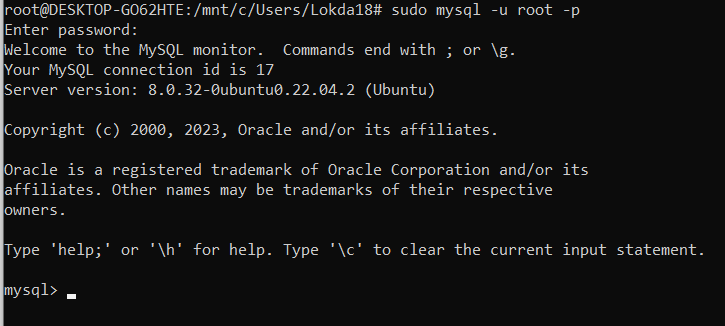 root@DESKTOP-GO62HTE:/mnt/c/Users/Lokda18# sudo mysql -u root -p
Enter password:
Welcome to the MySQL monitor.  Commands end with ; or \g.
Your MySQL connection id is 17
Server version: 8.0.32-0ubuntu0.22.04.2 (Ubuntu)
Copyright (c) 2000, 2023, Oracle and/or its affiliates.
Oracle is a registered trademark of Oracle Corporation and/or its
affiliates. Other names may be trademarks of their respective
owners.
Type 'help;' or '\h' for help. Type '\c' to clear the current input statement.
mysql>